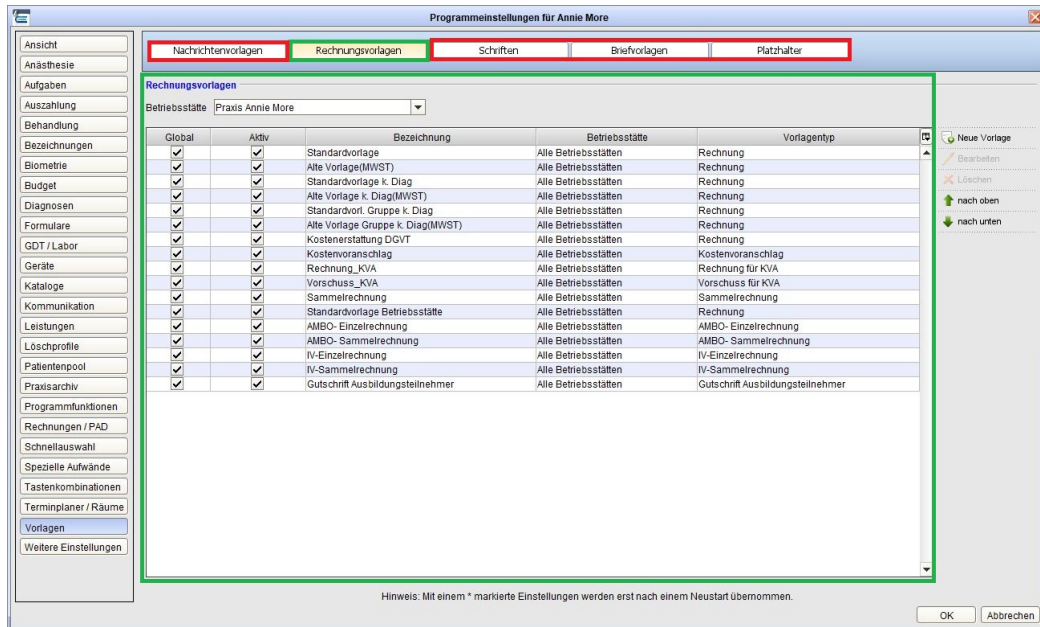 Programmeinstellungen für Annie More
Ansicht
Anästhesie
Aufgaben
Auszahlung
Behandlung
Bezeichnungen
Biometrie
Budget
Diagnosen
Formulare
GDT / Labor
Geräte
Kataloge
Kommunikation
Leistungen
Löschprofile
Patientenpool
Praxisarchiv
Programmfunktionen
Rechnungen / PAD
Schnellauswahl
Spezielle Aufwände
Tastenkombinationen
Terminplaner / Räume
Vorlagen
Weitere Einstellungen
Nachrichtenvorlagen Rechnungsvorlagen Schriften Briefvorlagen Platzhalter
Rechnungsvorlagen
Betriebsstätte Praxis Annie More
Global Aktiv Bezeichnung Betriebsstätte Vorlagentyp
Standardvorlage Alle Betriebsstätten Rechnung
Alte Vorlage(MWST) Alle Betriebsstätten Rechnung
Standardvorlage k. Diag Alle Betriebsstätten Rechnung
Alte Vorlage k. Diag(MWST) Alle Betriebsstätten Rechnung
Standardvorl. Gruppe k. Diag Alle Betriebsstätten Rechnung
Alte Vorlage Gruppe k. Diag(MWST) Alle Betriebsstätten Rechnung
Kostenerstattung DGVT Alle Betriebsstätten Rechnung
Kostenvoranschlag Alle Betriebsstätten Kostenvoranschlag
Rechnung_KVA Alle Betriebsstätten Rechnung für KVA
Vorschuss_KVA Alle Betriebsstätten Vorschuss für KVA
Sammelrechnung Alle Betriebsstätten Sammelrechnung
Standardvorlage Betriebsstätte Alle Betriebsstätten Rechnung
AMBO- Einzelrechnung Alle Betriebsstätten AMBO- Einzelrechnung
AMBO- Sammelrechnung Alle Betriebsstätten AMBO- Sammelrechnung
IV-Einzelrechnung Alle Betriebsstätten IV-Einzelrechnung
IV-Sammelrechnung Alle Betriebsstätten IV-Sammelrechnung
Gutschrift Ausbildungsteilnehmer Alle Betriebsstätten Gutschrift Ausbildungsteilnehmer
Neue Vorlage
Bearbeiten
Löschen
nach oben
nach unten
Hinweis: Mit einem * markierte Einstellungen werden erst nach einem Neustart übernommen.
OK Abbrechen